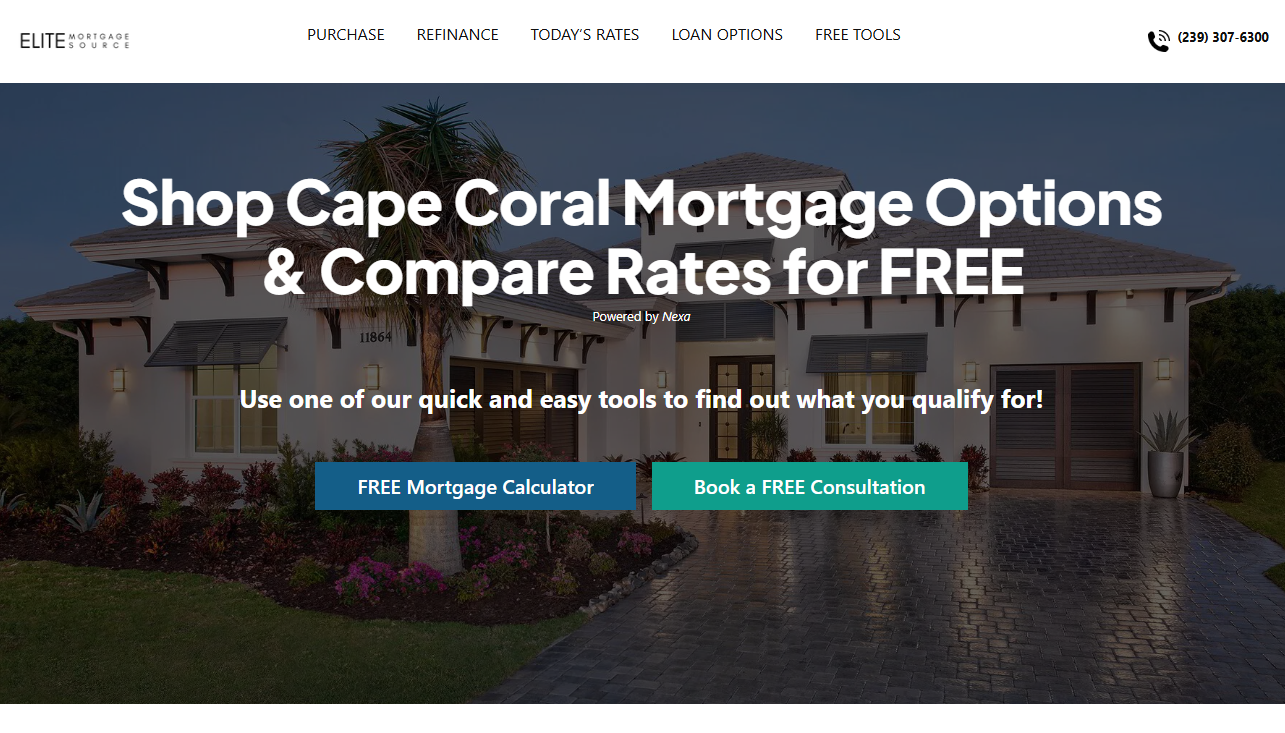 ELITE MORTGAGE SOURCE
PURCHASE
REFINANCE
TODAY’S RATES
LOAN OPTIONS
FREE TOOLS
(239) 307-6300
Shop Cape Coral Mortgage Options
& Compare Rates for FREE
Powered by Nexa
11864
Use one of our quick and easy tools to find out what you qualify for!
FREE Mortgage Calculator
Book a FREE Consultation